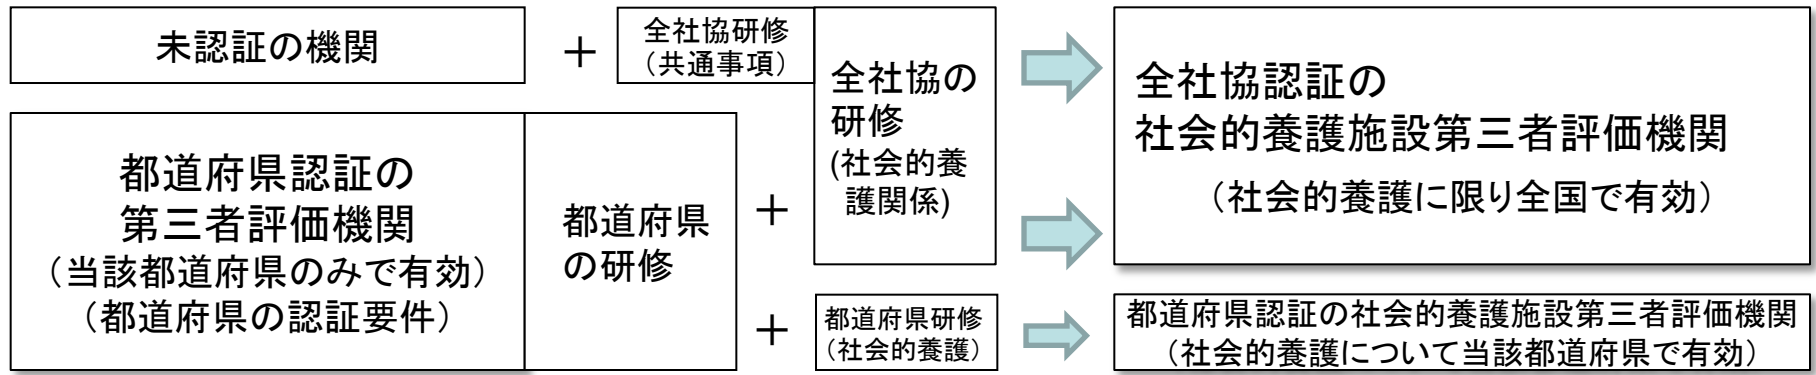 未認証の機関
＋
全社協研修
（共通事項）
全社協の
研修
(社会的養
護関係)
全社協認証の
社会的養護施設第三者評価機関
（社会的養護に限り全国で有効）
都道府県認証の
第三者評価機関
（当該都道府県のみで有効）
（都道府県の認証要件）
都道府県
の研修
＋
＋
都道府県研修
（社会的養護）
都道府県認証の社会的養護施設第三者評価機関
（社会的養護について当該都道府県で有効）